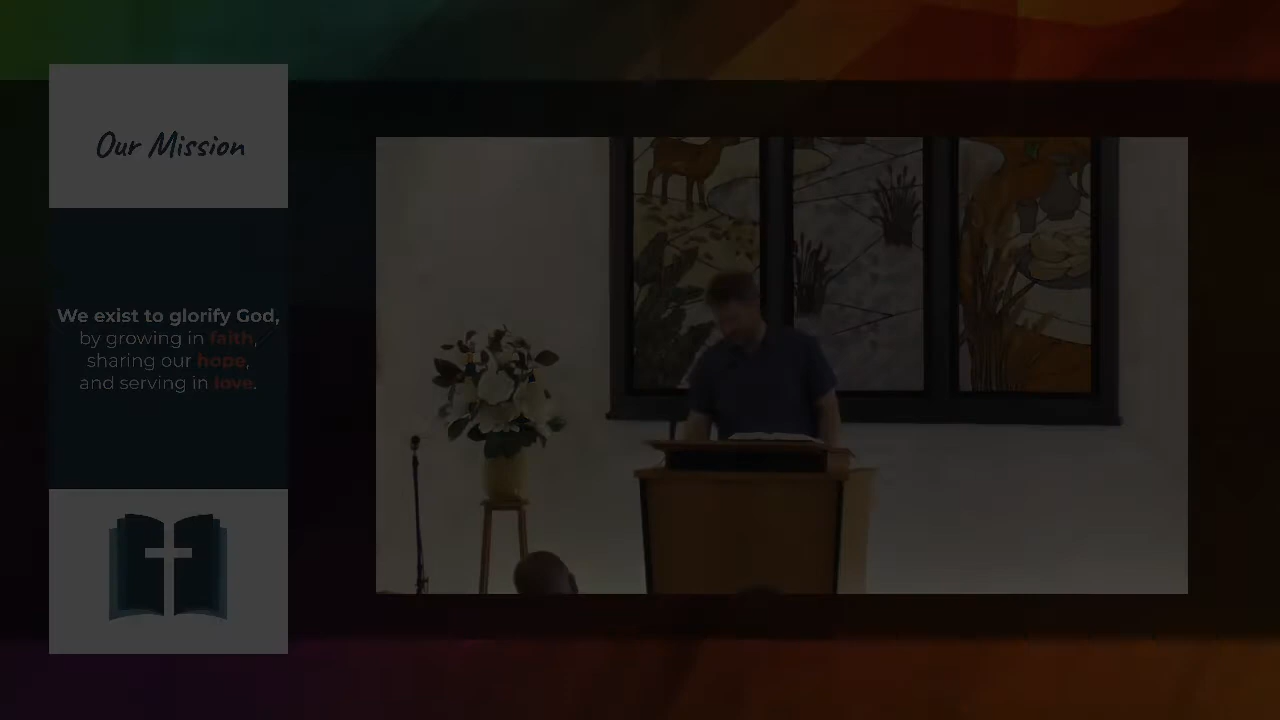 Our Mission
We exist to glorify God,
by growing in faith,
sharing our hope,
and serving in love.